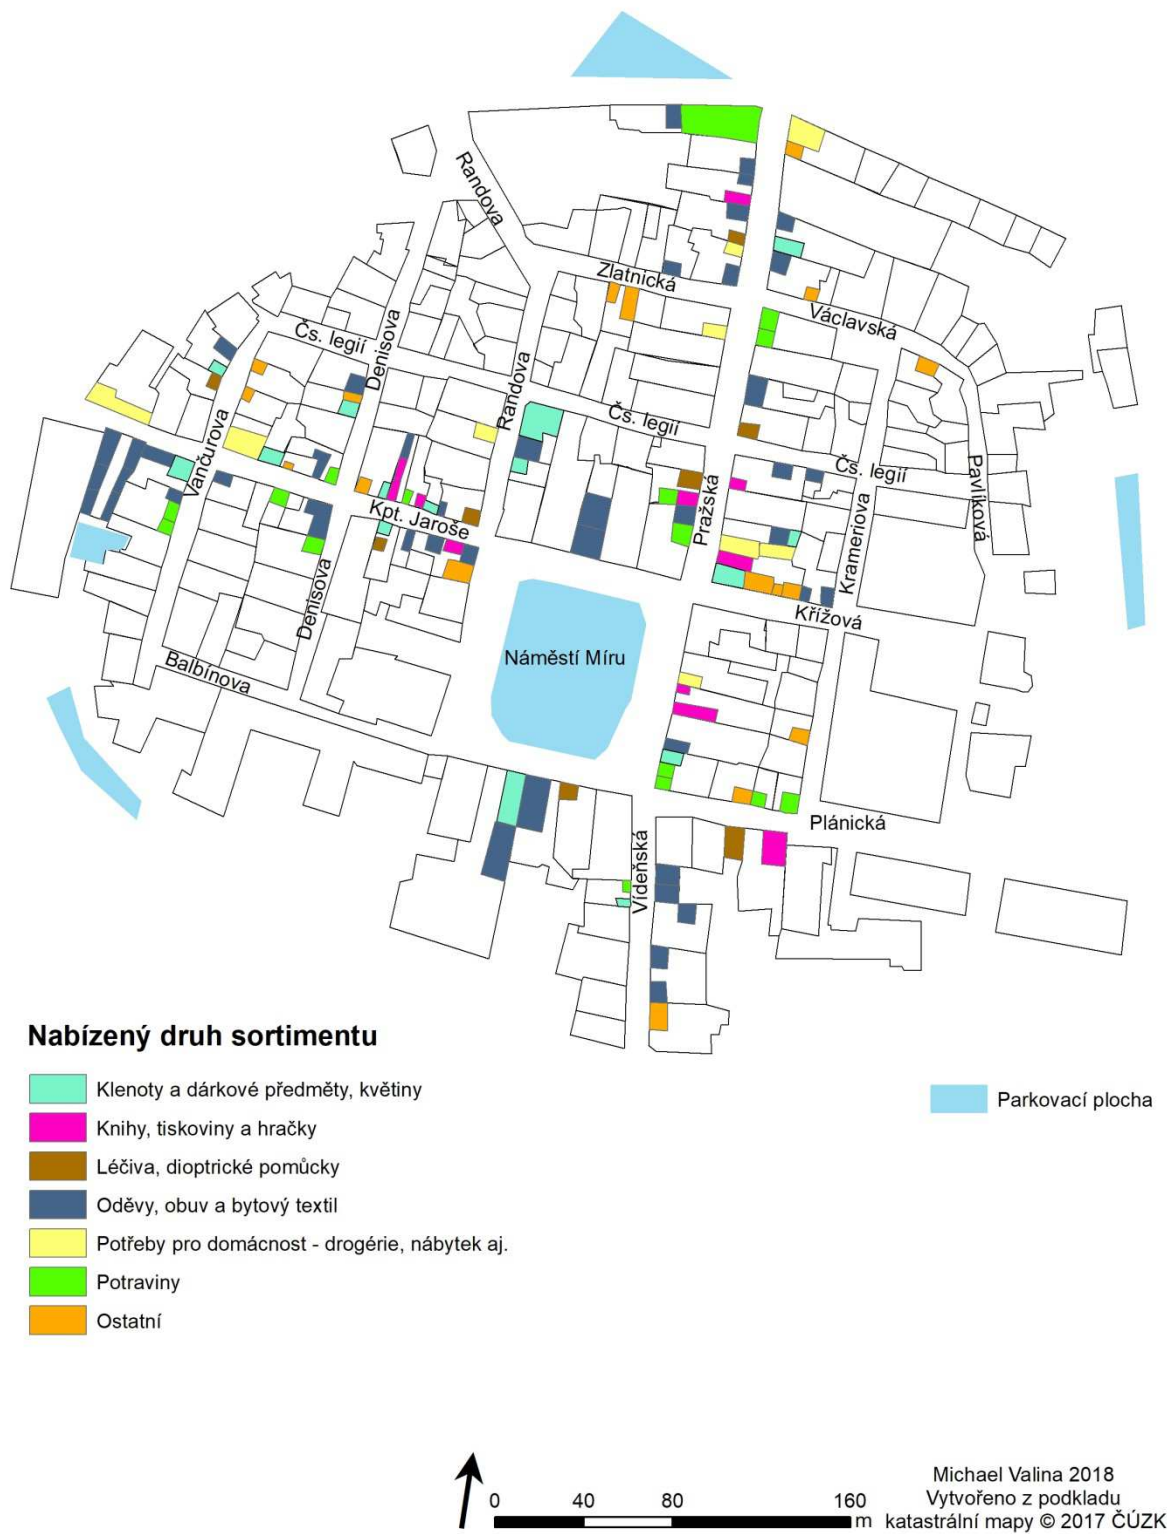 Randova
Zlatnická
Václavská
Čs. legií
Denisova
Randova
Čs. legií
Vančurova
Čs. legií
Pavlíková
Pražská
Kpt. Jaroše
Krameriova
Denisova
Křížová
Náměstí Míru
Balbínova
Plánická
Vídeňská
Nabízený druh sortimentu
Klenoty a dárkové předměty, květiny
Knihy, tiskoviny a hračky
Léčiva, dioptrické pomůcky
Oděvy, obuv a bytový textil
Potřeby pro domácnost - drogérie, nábytek aj.
Potraviny
Ostatní
Parkovací plocha
0 40 80 160
m
Michael Valina 2018
Vytvořeno z podkladu
katastrální mapy © 2017 ČÚZK